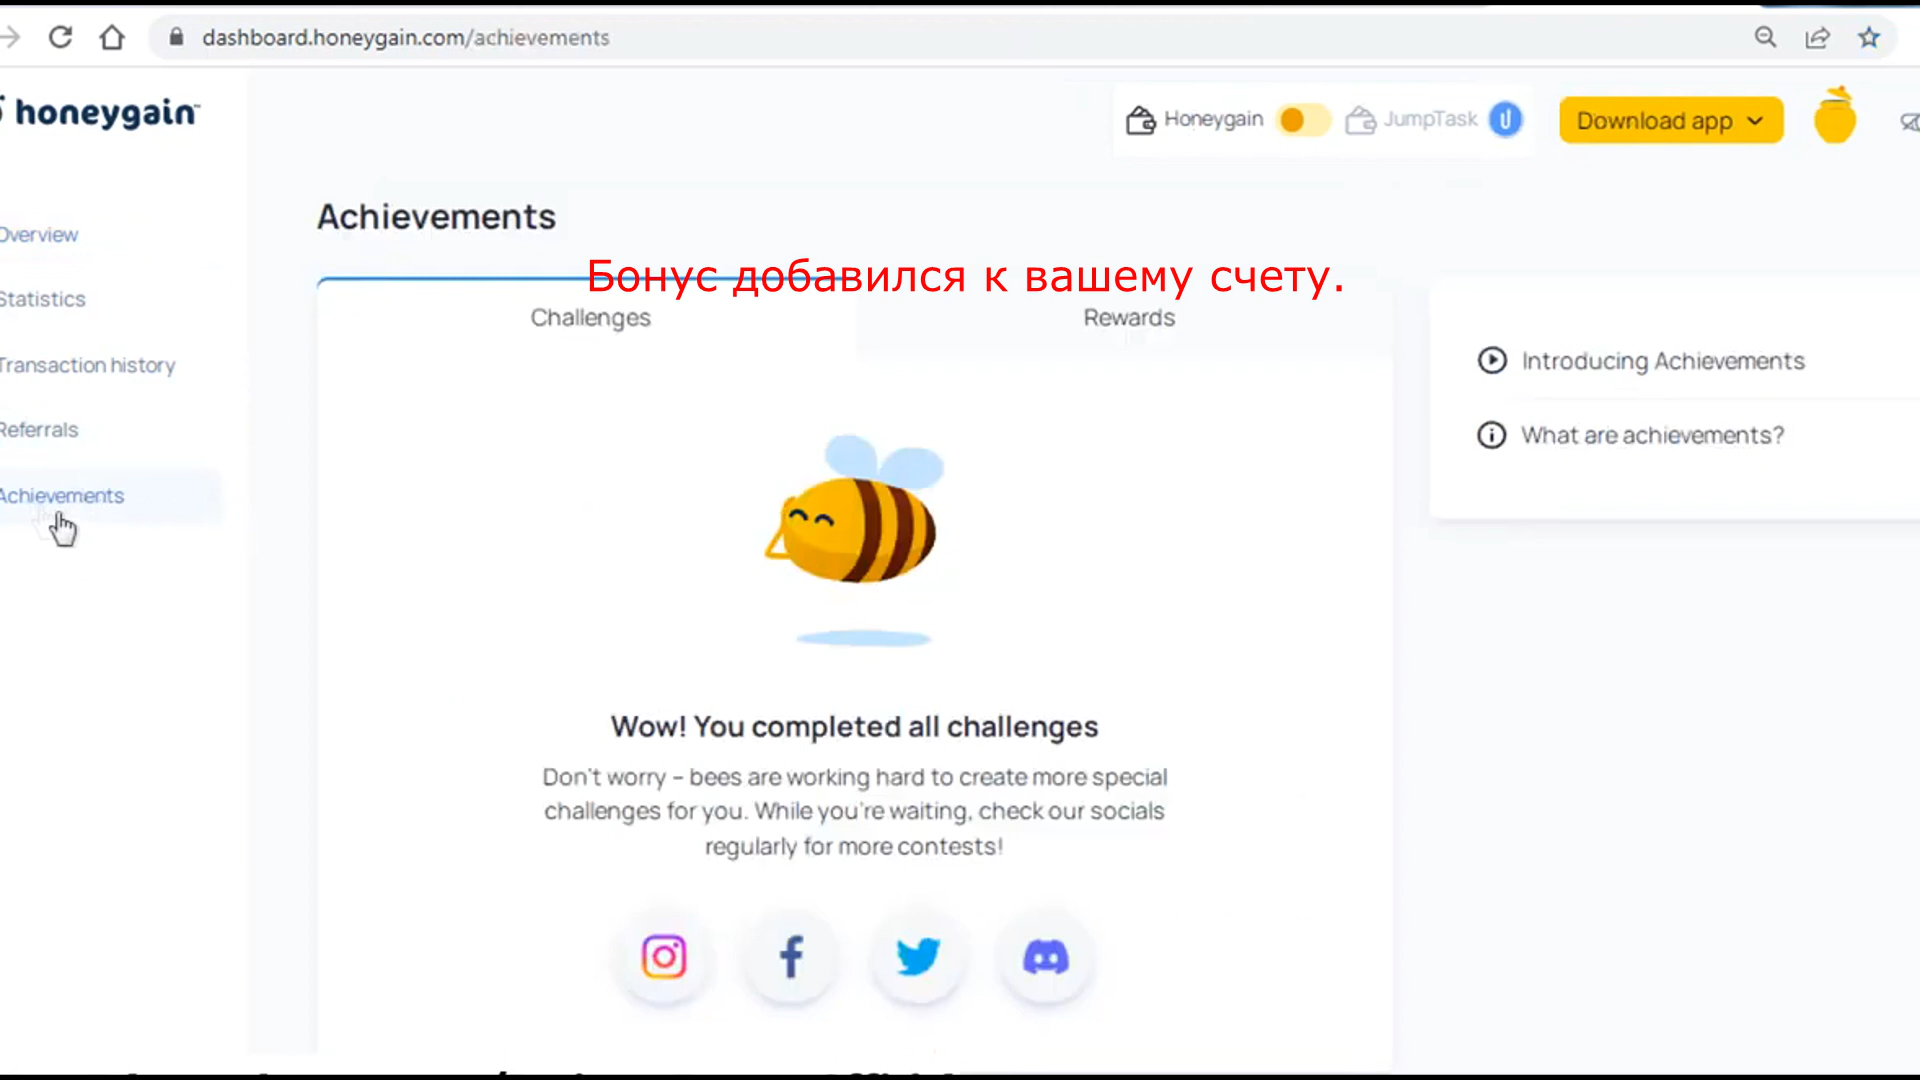 dashboard.honeygain.com/achievements
honeygain
Honeygain
JumpTask
Download app
Overview
Statistics
Transaction history
Referrals
Achievements
Achievements
Бонус добавился к вашему счету.
Challenges
Rewards
Introducing Achievements
What are achievements?
Wow! You completed all challenges
Don't worry – bees are working hard to create more special
challenges for you. While you're waiting, check our socials
regularly for more contests!